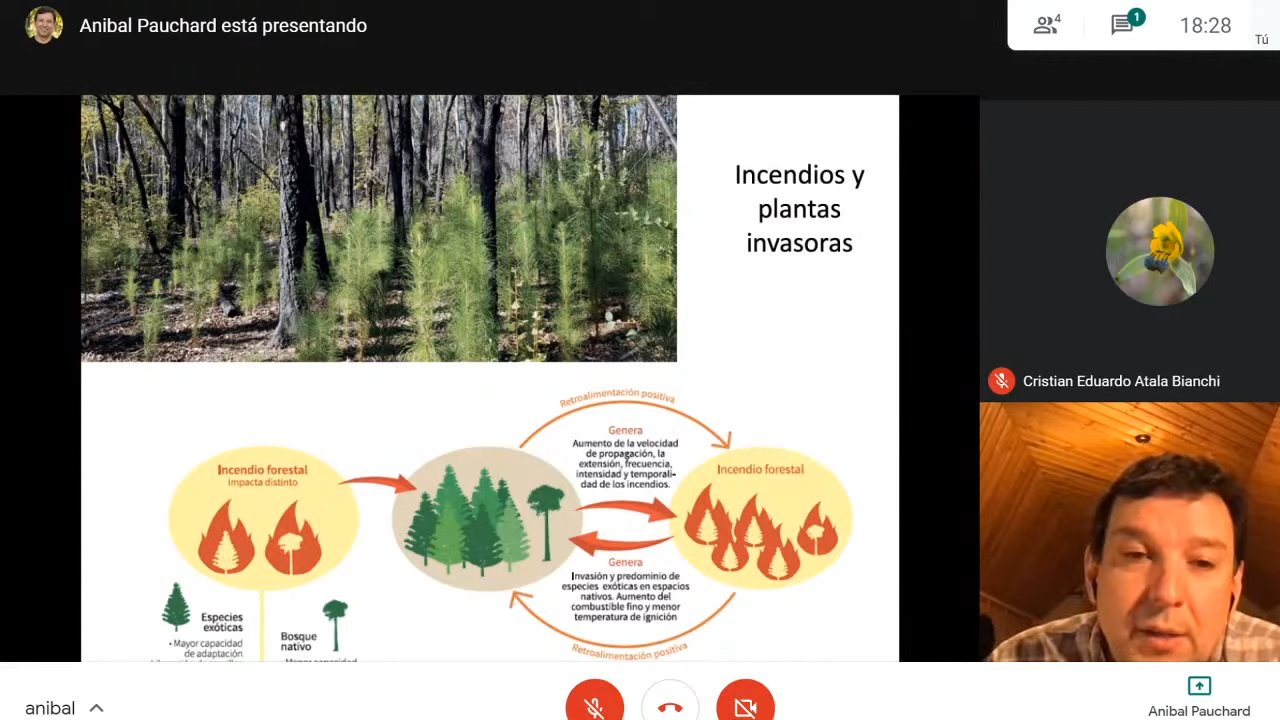 Anibal Pauchard está presentando
4
1
18:28
Tú
Incendios y
plantas
invasoras
Cristian Eduardo Atala Bianchi
Retroalimentación positiva
Genera
Aumento de la velocidad
de propagación, la
extensión, frecuencia,
intensidad y temporali-
dad de los incendios.
Incendio forestal
impacta distinto
Incendio forestal
Genera
Invasión y predominio de
especies exóticas en espacios
nativos. Aumento del
combustible fino y menor
temperatura de ignición
Retroalimentación positiva
Especies
exóticas
• Mayor capacidad
de adaptación
Bosque
nativo
anibal
Anibal Pauchard